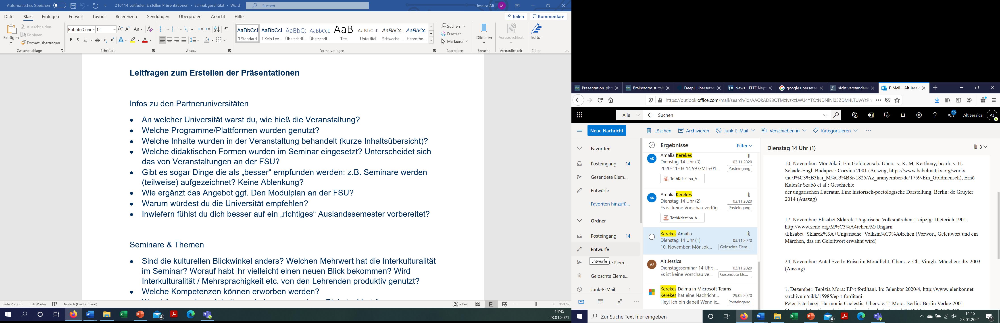 Automatisches Speichern
210114 Leitfaden Erstellen Präsentationen - Schreibgeschützt - Word
Suchen
Jessica Alt
JA
Datei Start Einfügen Entwurf Layout Referenzen Sendungen Überprüfen Ansicht Hilfe
Teilen Kommentare
Einfügen
Ausschneiden
Kopieren
Format übertragen
Zwischenablage
Roboto Conc 12
F K U ab
Schriftart
Absatz
AaBbCcI AaBbCcI AaBbCc AaBbCcD AaB AaBbCcD AaBbCcI AaBbCcI
¶ Standard ¶ Kein Lee... Überschrif... Überschrif... Titel Untertitel Schwache... Hervorhe...
Formatvorlagen
Suchen
Ersetzen
Markieren
Bearbeiten
Diktieren
Sprache
Vertraulichkeit
Vertraulichkeit
Editor
Editor
Leitfragen zum Erstellen der Präsentationen
Infos zu den Partneruniversitäten
• An welcher Universität warst du, wie hieß die Veranstaltung?
• Welche Programme/Plattformen wurden genutzt?
• Welche Inhalte wurden in der Veranstaltung behandelt (kurze Inhaltsübersicht)?
• Welche didaktischen Formen wurden im Seminar eingesetzt? Unterscheidet sich
das von Veranstaltungen an der FSU?
• Gibt es sogar Dinge die als „besser“ empfunden werden: z.B. Seminare werden
(teilweise) aufgezeichnet? Keine Ablenkung?
• Wie ergänzt das Angebot ggf. Den Modulplan an der FSU?
• Warum würdest du die Universität empfehlen?
• Inwiefern fühlst du dich besser auf ein „richtiges“ Auslandssemester vorbereitet?
Seminare & Themen
• Sind die kulturellen Blickwinkel anders? Welchen Mehrwert hat die Interkulturalität
im Seminar? Worauf habt ihr vielleicht einen neuen Blick bekommen? Wird
Interkulturalität / Mehrsprachigkeit etc. von den Lehrenden produktiv genutzt?
• Welche Kompetenzen können erworben werden?
Seite 2 von 3 384 Wörter Deutsch (Deutschland)
Fokus
151 %
4
14:45
23.01.2021
Presentation_phra Brainstorm suitab DeepL Übersetze News - ELTE Nept google übersetze nicht verstanden E-Mail – Alt Jessic
https://outlook.office.com/mail/search/id/AAQkADE3OTMzNzkzLWU4YTQtNDNiNi05ZDM4LTUwYzRm
Alle
Suchen
16
Alt Jessica
AJ
Neue Nachricht
Löschen Archivieren Junk-E-Mail Verschieben in Kategorisieren
Favoriten
Posteingang 14
Gesendete Elem...
Entwürfe
Favoriten hinzufü...
Ordner
Posteingang 14
Entwürfe
Entwürfe
te Elem...
Gelöschte Eleme...
Junk-E-Mail 1
Ergebnisse
Filter
AK
Amalia Kerekes
Dienstag 14 Uhr (3) 03.11.2020
2020-11-03 14:59 GMT+01:... Posteingang
TothKrisztina_A...
AK
Amalia Kerekes
Dienstag 14 Uhr (2) 03.11.2020
Es ist keine Vorschau verfüg... Posteingang
TothKrisztina_A...
Kerekes Amália
Dienstag 14 Uhr (1) 03.11.2020
10. November: Mór Jók... Gelöschte Elem...
AJ
Alt Jessica
Dienstagsseminar 14 Uhr: ... 03.11.2020
Es ist keine Vorschau ve... Gesendete Ele...
Kerekes Dalma in Microsoft Teams
Kerekes hat eine Nachricht... 29.09.2020
Hey! Ich bin dabei! Wenn ic... Posteingang
Dienstag 14 Uhr (1)
3
10. November: Mór Jókai: Ein Goldmensch. Übers. v. K. M. Kertbeny, bearb. v. H.
Schade-Engl. Budapest: Corvina 2001 (Auszug, https://www.babelmatrix.org/works
/hu/J%C3%B3kai_M%C3%B3r-1825/Az_aranyember/de/1759-Ein_Goldmensch), Ernő
Kulcsár Szabó et al.: Geschichte
der ungarischen Literatur. Eine historisch-poetologische Darstellung. Berlin: de Gruyter
2014 (Auszug)
17. November: Elisabet Sklarek: Ungarische Volksmärchen. Leipzig: Dieterich 1901,
http://www.zeno.org/M%C3%A4rchen/M/Ungarn
/Elisabet+Sklarek%3A+Ungarische+Volksm%C3%A4rchen (Vorwort, Geleitwort und ein
Märchen, das im Geleitwort erwähnt wird)
24. November: Antal Szerb: Reise im Mondlicht. Übers. v. Ch. Viragh. München: dtv 2003
(Auszug)
1. Dezember: Terézia Mora: EP-t forditani. In: Jelenkor 2020/4, http://www.jelenkor.net
/archivum/cikk/15985/ep-t-forditani
Péter Esterházy: Harmonia Caelestis. Übers. v. T. Mora. Berlin: Berlin Verlag 2001
Zur Suche Text hier eingeben
4
14:45
23.01.2021
5